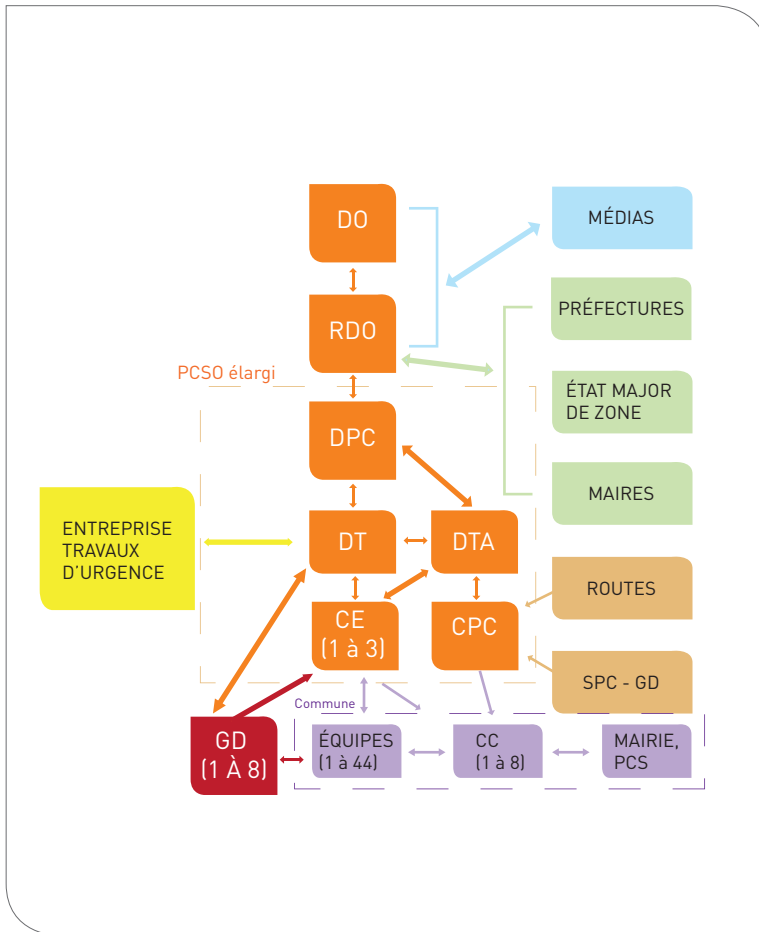 DO
MÉDIAS
RDO
PRÉFECTURES
PCSO élargi
ÉTAT MAJOR
DE ZONE
DPC
MAIRES
ENTREPRISE
TRAVAUX
D'URGENCE
DT
DTA
ROUTES
CE
(1 à 3)
CPC
SPC - GD
Commune
GD
(1 À 8)
ÉQUIPES
(1 à 44)
CC
(1 à 8)
MAIRIE,
PCS